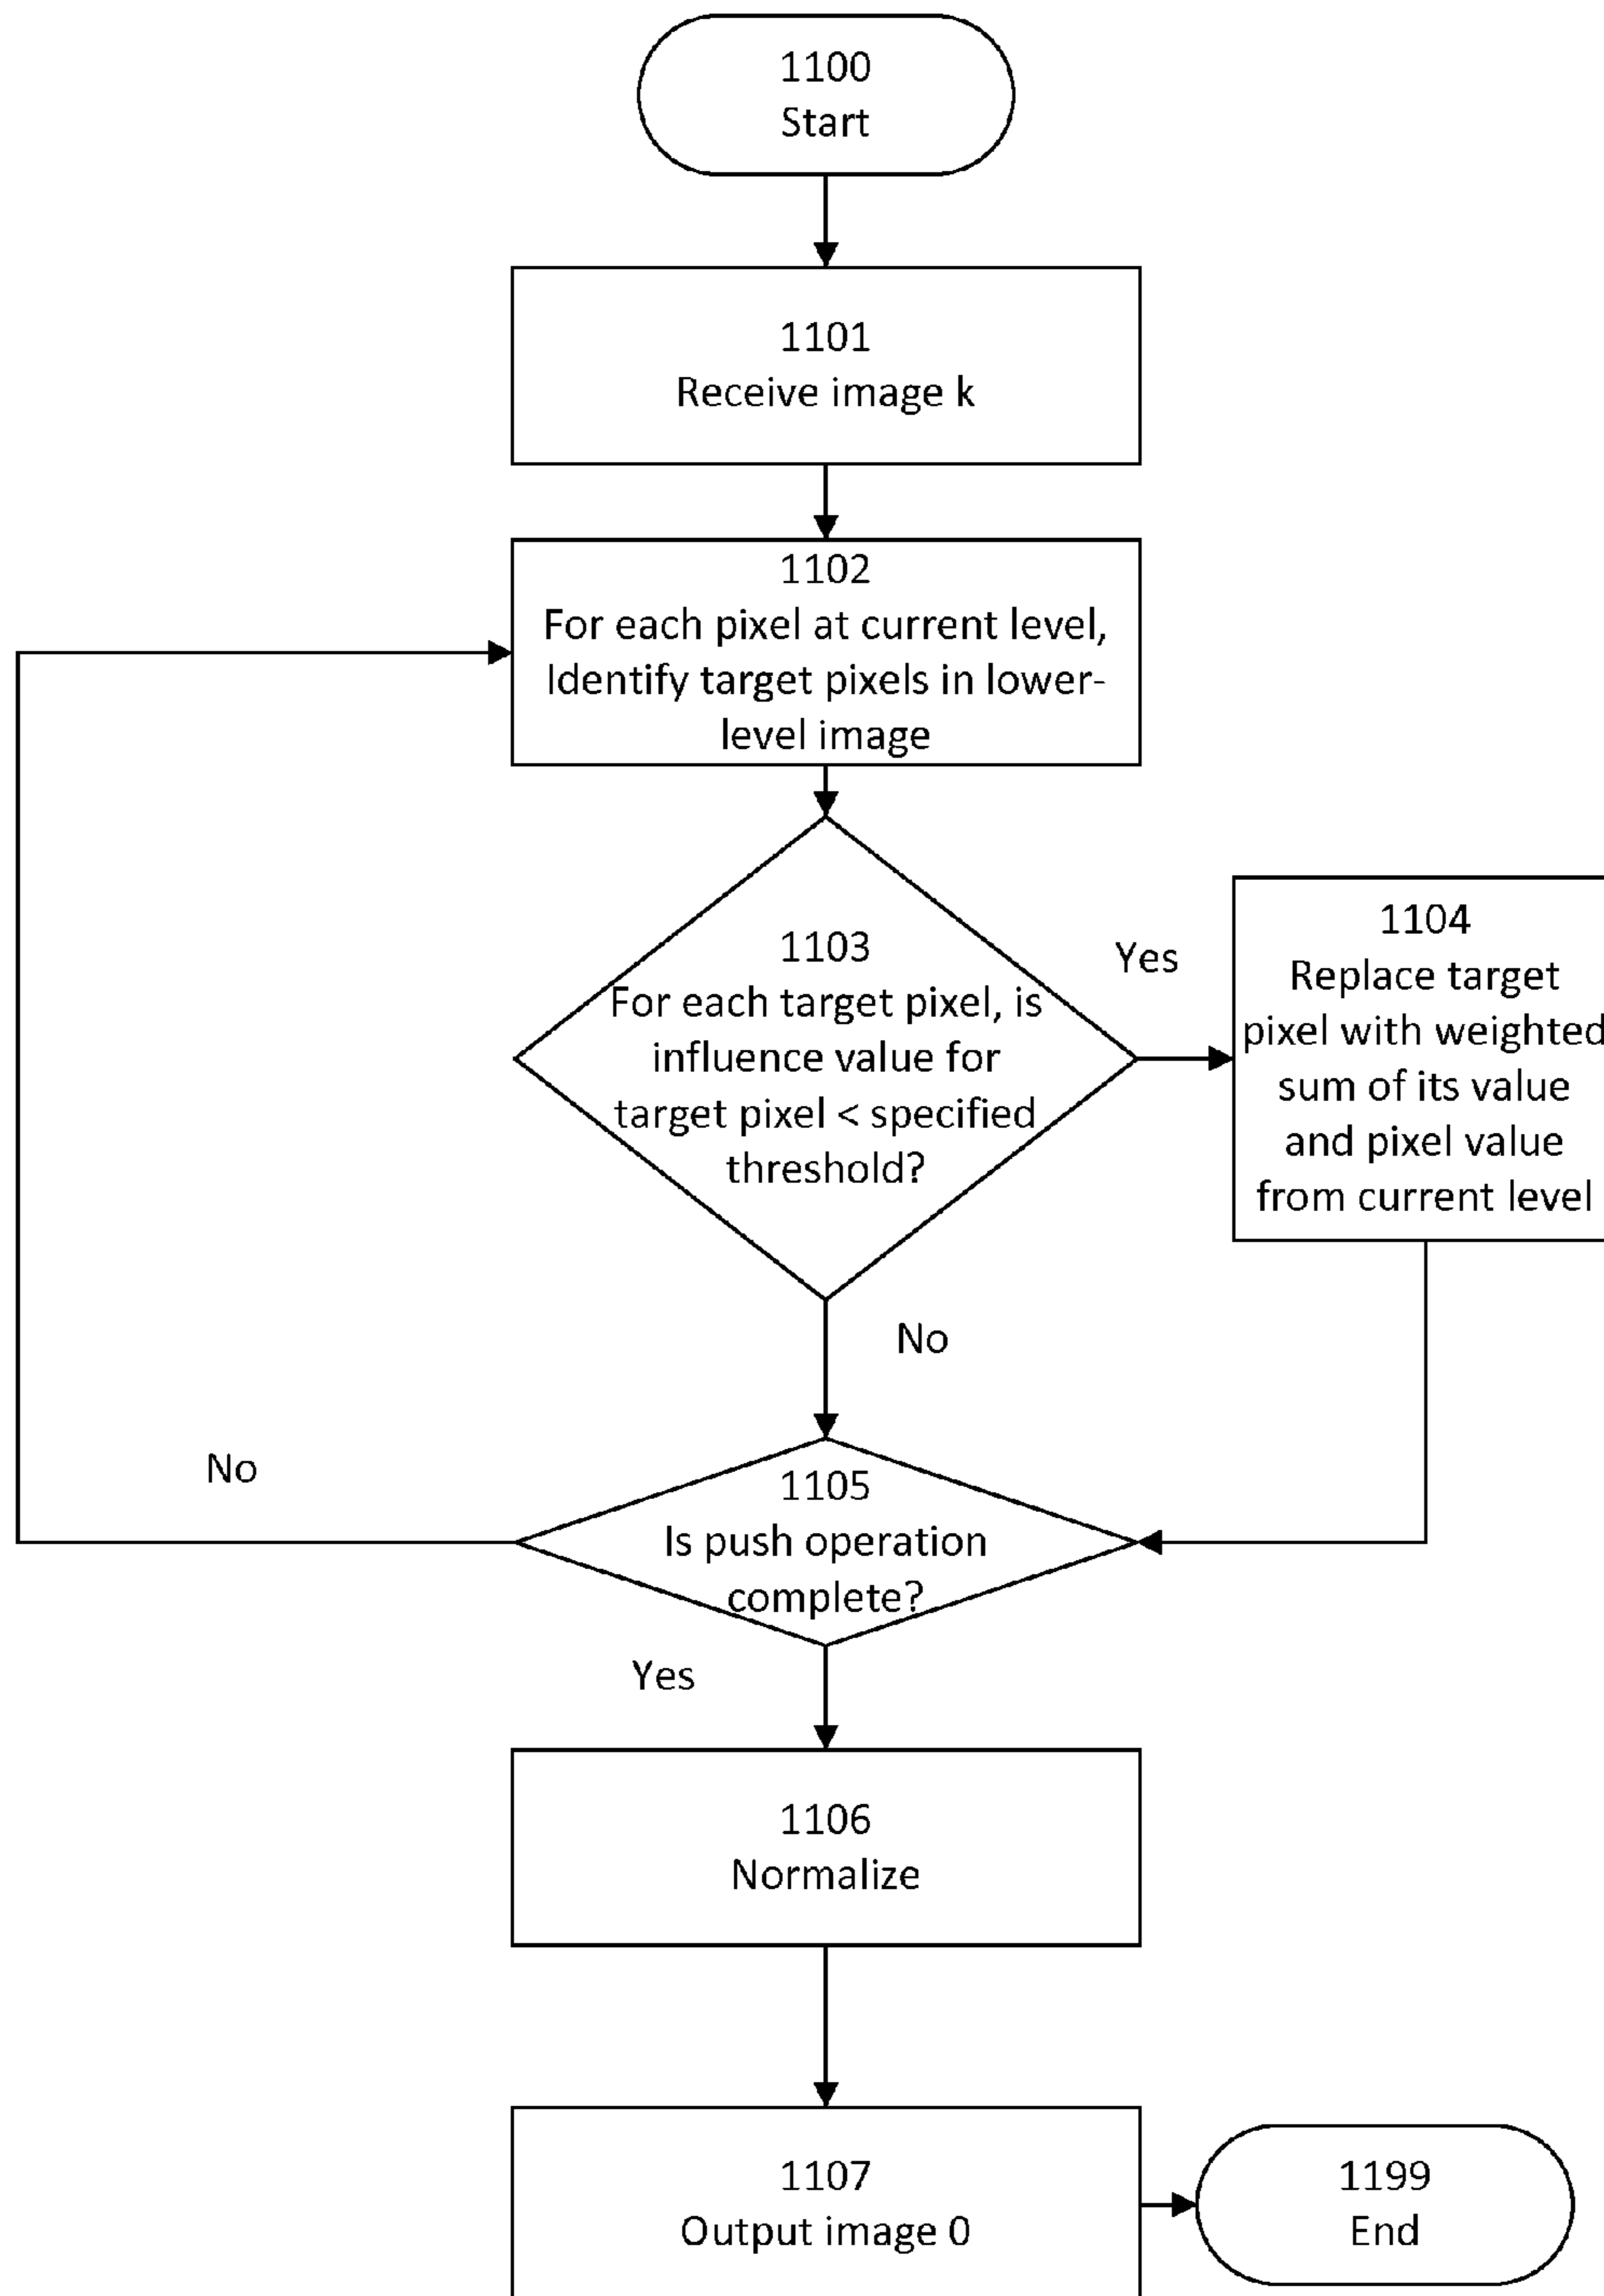 1100
Start
1101
Receive image k
1102
For each pixel at current level,
Identify target pixels in lower-
level image
1103
For each target pixel, is
influence value for
target pixel < specified
threshold?
Yes
1104
Replace target
pixel with weighted
sum of its value
and pixel value
from current level
No
1105
Is push operation
complete?
No
Yes
1106
Normalize
1107
Output image 0
1199
End